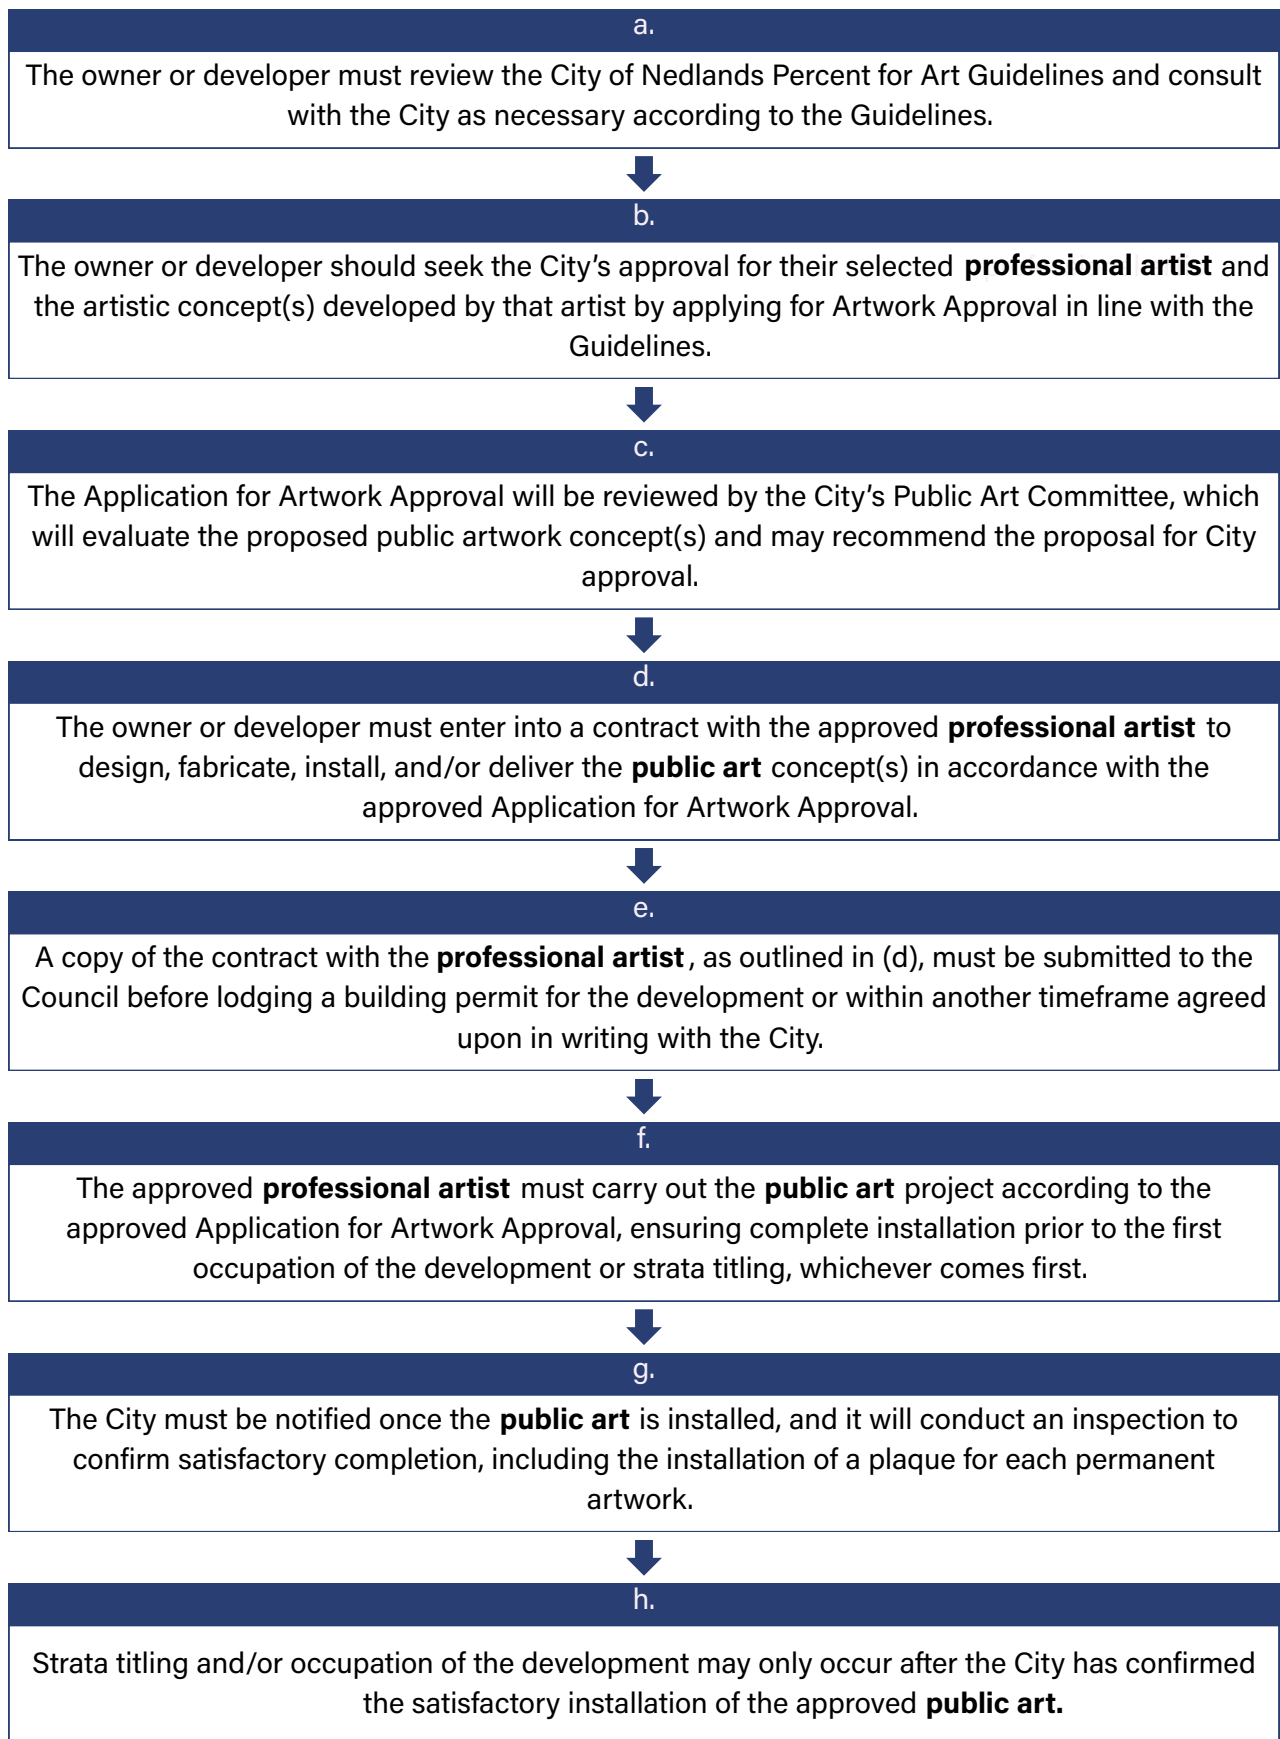 a.
The owner or developer must review the City of Nedlands Percent for Art Guidelines and consult
with the City as necessary according to the Guidelines.
b.
The owner or developer should seek the City's approval for their selected professional artist and
the artistic concept(s) developed by that artist by applying for Artwork Approval in line with the
Guidelines.
c.
The Application for Artwork Approval will be reviewed by the City's Public Art Committee, which
will evaluate the proposed public artwork concept(s) and may recommend the proposal for City
approval.
d.
The owner or developer must enter into a contract with the approved professional artist to
design, fabricate, install, and/or deliver the public art concept(s) in accordance with the
approved Application for Artwork Approval.
e.
A copy of the contract with the professional artist, as outlined in (d), must be submitted to the
Council before lodging a building permit for the development or within another timeframe agreed
upon in writing with the City.
f.
The approved professional artist must carry out the public art project according to the
approved Application for Artwork Approval, ensuring complete installation prior to the first
occupation of the development or strata titling, whichever comes first.
g.
The City must be notified once the public art is installed, and it will conduct an inspection to
confirm satisfactory completion, including the installation of a plaque for each permanent
artwork.
h.
Strata titling and/or occupation of the development may only occur after the City has confirmed
the satisfactory installation of the approved public art.